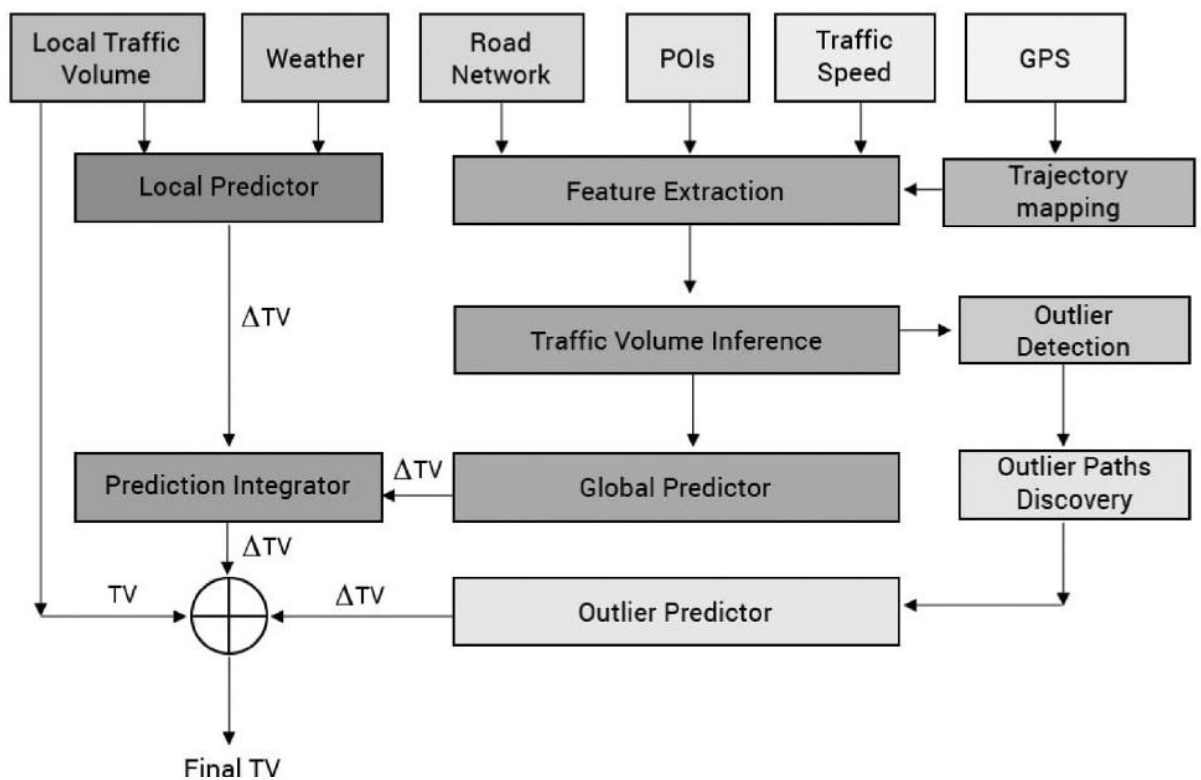 Local Traffic
Volume
Weather
Road
Network
POIs
Traffic
Speed
GPS
Local Predictor
Feature Extraction
Trajectory
mapping
ΔTV
Traffic Volume Inference
Outlier
Detection
Prediction Integrator
ΔTV
Global Predictor
Outlier Paths
Discovery
ΔTV
TV
ΔTV
Outlier Predictor
Final TV